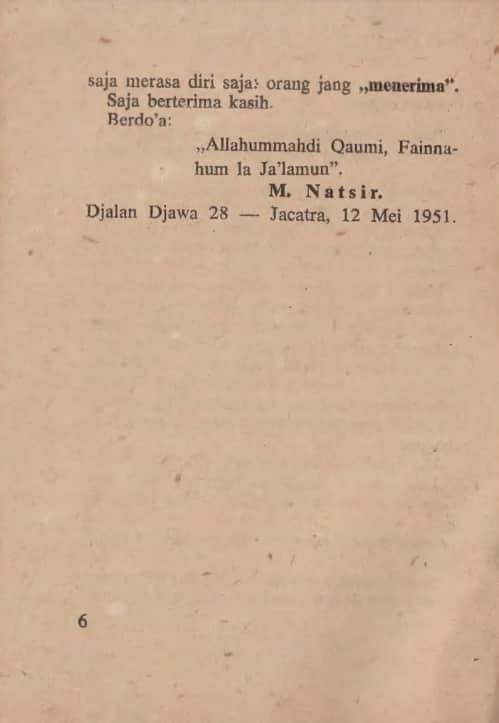 saja merasa diri saja: orang jang „menerima”.
Saja berterima kasih.
Berdo'a:
„Allahummahdi Qaumi, Fainna-
hum la Ja'lamun”.
M. Natsir.
Djalan Djawa 28 — Jacatra, 12 Mei 1951.
6